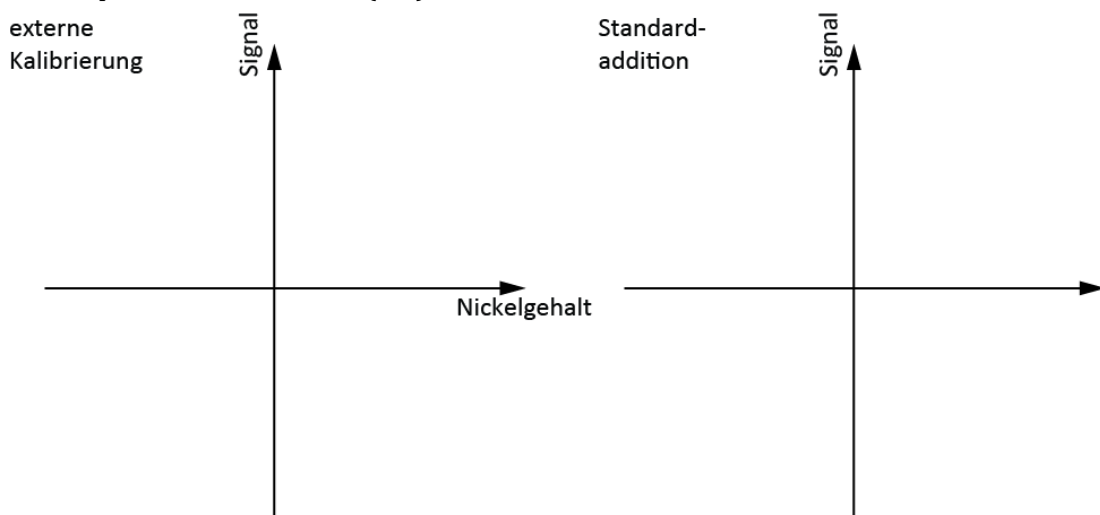 externe
Kalibrierung
Signal
Nickelgehalt
Standard-
addition
Signal